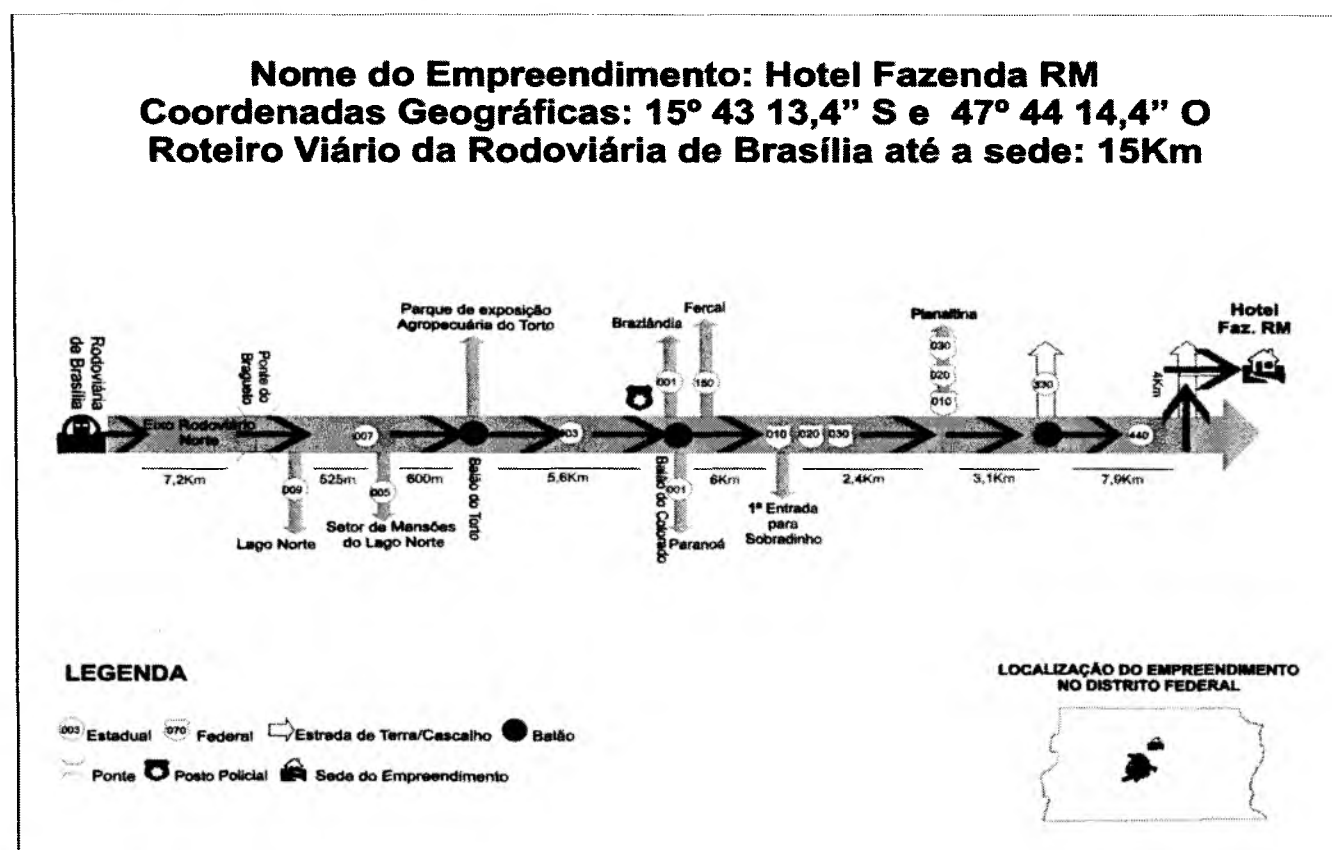 Nome do Empreendimento: Hotel Fazenda RM
Coordenadas Geográficas: 15º 43 13,4” S e 47º 44 14,4” O
Roteiro Viário da Rodoviária de Brasília até a sede: 15Km
Rodoviária
de Brasília
Eixo Rodoviário
Norte
Ponte do
Bragueto
7,2Km
009
Lago Norte
525m
007
005
Setor de Mansões
do Lago Norte
600m
Parque de exposição
Agropecuária do Torto
Balão do Torto
5,6Km
003
Brazlândia
001
Balão do Colorado
001
Paranoá
Fercal
150
6Km
010
020
030
1ª Entrada
para
Sobradinho
2,4Km
Planaltina
030
020
010
3,1Km
330
7,9Km
440
4Km
Hotel
Faz. RM
LEGENDA
003 Estadual
070 Federal
Estrada de Terra/Cascalho
Balão
Ponte
Posto Policial
Sede do Empreendimento
LOCALIZAÇÃO DO EMPREENDIMENTO
NO DISTRITO FEDERAL